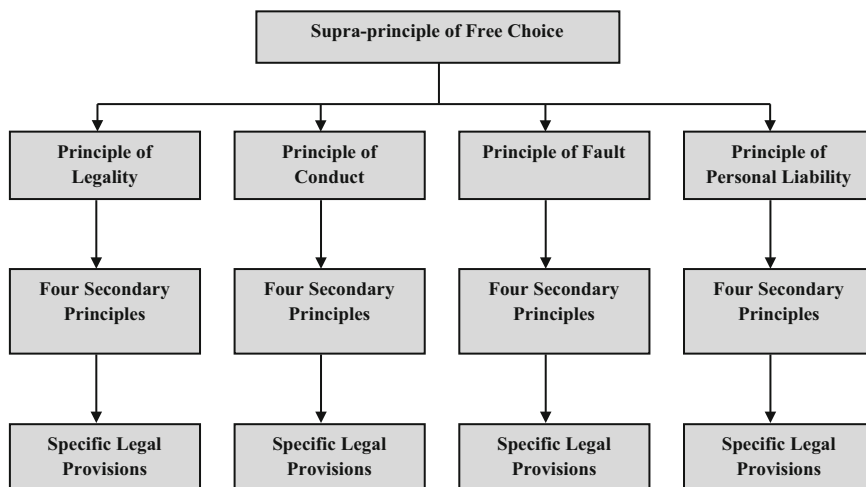 Supra-principle of Free Choice
Principle of
Legality
Principle of
Conduct
Principle of Fault
Principle of
Personal Liability
Four Secondary
Principles
Four Secondary
Principles
Four Secondary
Principles
Four Secondary
Principles
Specific Legal
Provisions
Specific Legal
Provisions
Specific Legal
Provisions
Specific Legal
Provisions